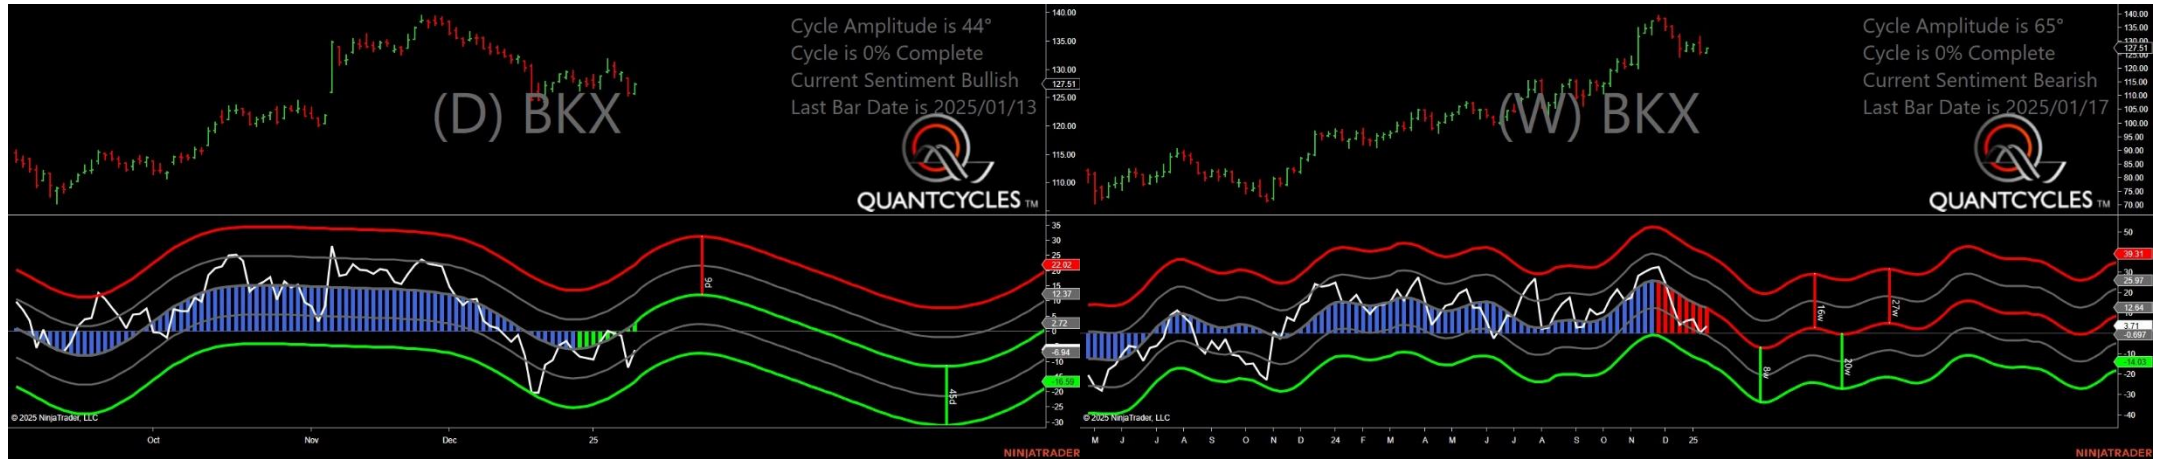 Cycle Amplitude is 44°
Cycle is 0% Complete
Current Sentiment Bullish
Last Bar Date is 2025/01/13
(D) BKX
QUANTCYCLES TM
140.00
135.00
130.00
127.51
125.00
120.00
115.00
110.00
35
30
22.02
20
15
12.37
10
5
2.72
0
-6.94
-10
-16.59
-20
-25
-30
9d
45d
© 2025 NinjaTrader, LLC
Oct
Nov
Dec
25
NINJATRADER
Cycle Amplitude is 65°
Cycle is 0% Complete
Current Sentiment Bearish
Last Bar Date is 2025/01/17
(W) BKX
QUANTCYCLES TM
140.00
135.00
130.00
127.51
120.00
115.00
110.00
105.00
100.00
95.00
90.00
85.00
80.00
75.00
70.00
50
39.31
30
25.97
20
12.64
3.71
-0.697
-10
-14.03
-20
-30
-40
8w
16w
20w
27w
© 2025 NinjaTrader, LLC
M J J A S O N D 24 F M A M J J A S O N D 25
NINJATRADER